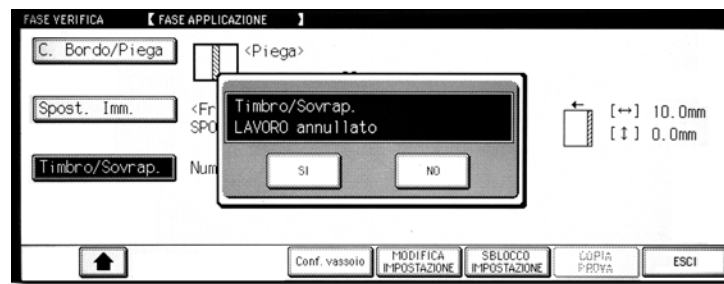 FASE VERIFICA 【 FASE APPLICAZIONE 】
C. Bordo/Piega <Piega>
Spost. Imm. <Fr
SPO
[↔] 10.0mm
[↕] 0.0mm
Timbro/Sovrap. Num
Timbro/Sovrap.
LAVORO annullato
SI NO
Conf. vassoio
MODIFICA IMPOSTAZIONE
SBLOCCO IMPOSTAZIONE
COPIA PROVA
ESCI